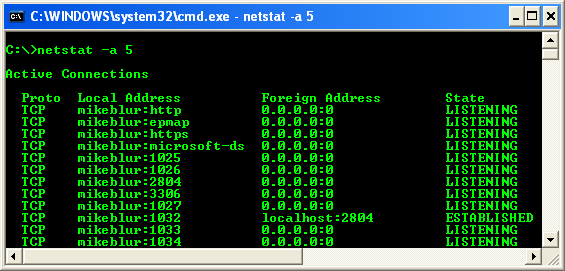 C:\WINDOWS\system32\cmd.exe - netstat -a 5
C:\>netstat -a 5
Active Connections
Proto Local Address Foreign Address State
TCP mikeblur:http 0.0.0.0:0 LISTENING
TCP mikeblur:epmap 0.0.0.0:0 LISTENING
TCP mikeblur:https 0.0.0.0:0 LISTENING
TCP mikeblur:microsoft-ds 0.0.0.0:0 LISTENING
TCP mikeblur:1025 0.0.0.0:0 LISTENING
TCP mikeblur:1026 0.0.0.0:0 LISTENING
TCP mikeblur:2804 0.0.0.0:0 LISTENING
TCP mikeblur:3306 0.0.0.0:0 LISTENING
TCP mikeblur:1027 0.0.0.0:0 LISTENING
TCP mikeblur:1032 localhost:2804 ESTABLISHED
TCP mikeblur:1033 0.0.0.0:0 LISTENING
TCP mikeblur:1034 0.0.0.0:0 LISTENING